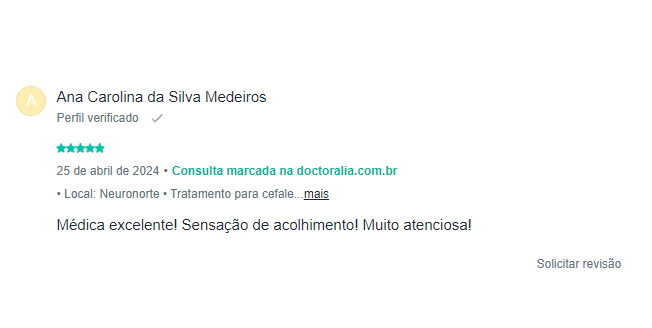 A
Ana Carolina da Silva Medeiros
Perfil verificado
25 de abril de 2024 • Consulta marcada na doctoralia.com.br
• Local: Neuronorte • Tratamento para cefale...mais
Médica excelente! Sensação de acolhimento! Muito atenciosa!
Solicitar revisão